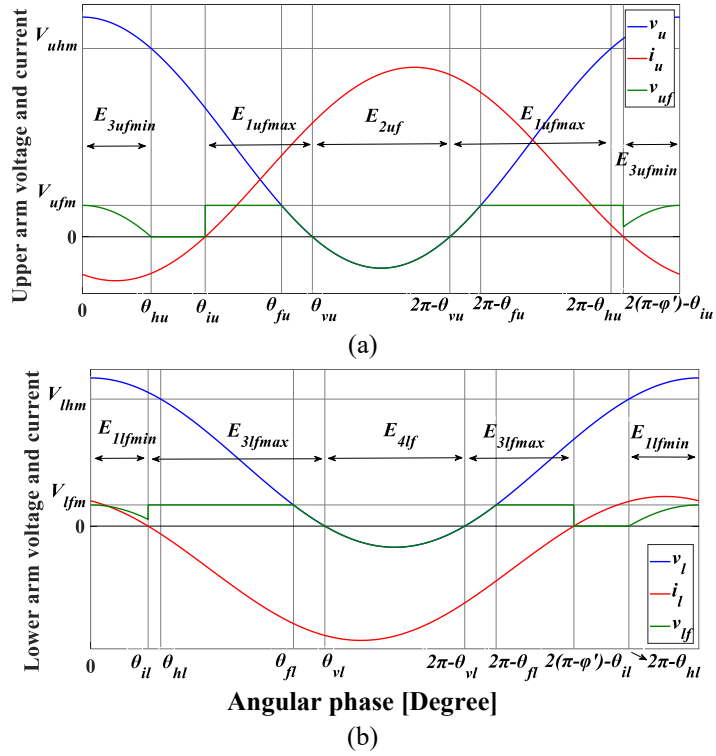 V_uhm
E_3ufmin E_1ufmax E_2uf E_1ufmax E_3ufmin
V_ufm
0
v_u
i_u
v_uf
Upper arm voltage and current
0 θ_hu θ_iu θ_fu θ_vu 2π-θ_vu 2π-θ_fu 2π-θ_hu 2(π-φ')-θ_iu
(a)
V_lhm
E_1lfmin E_3lfmax E_4lf E_3lfmax E_1lfmin
V_lfm
0
v_l
i_l
v_lf
Lower arm voltage and current
0 θ_il θ_hl θ_fl θ_vl 2π-θ_vl 2π-θ_fl 2(π-φ')-θ_il 2π-θ_hl
Angular phase [Degree]
(b)